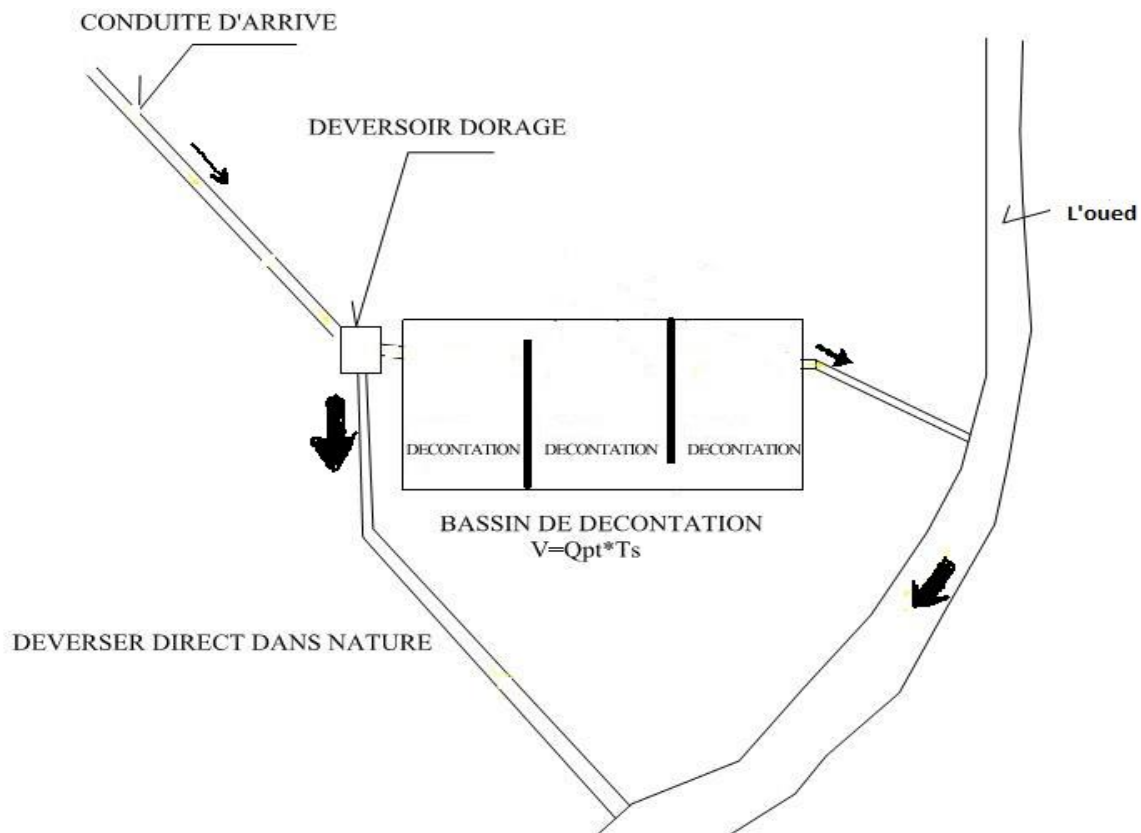 CONDUITE D'ARRIVE
DEVERSOIR DORAGE
L'oued
DECONTATION
DECONTATION
DECONTATION
BASSIN DE DECONTATION
V=Qpt*Ts
DEVERSER DIRECT DANS NATURE